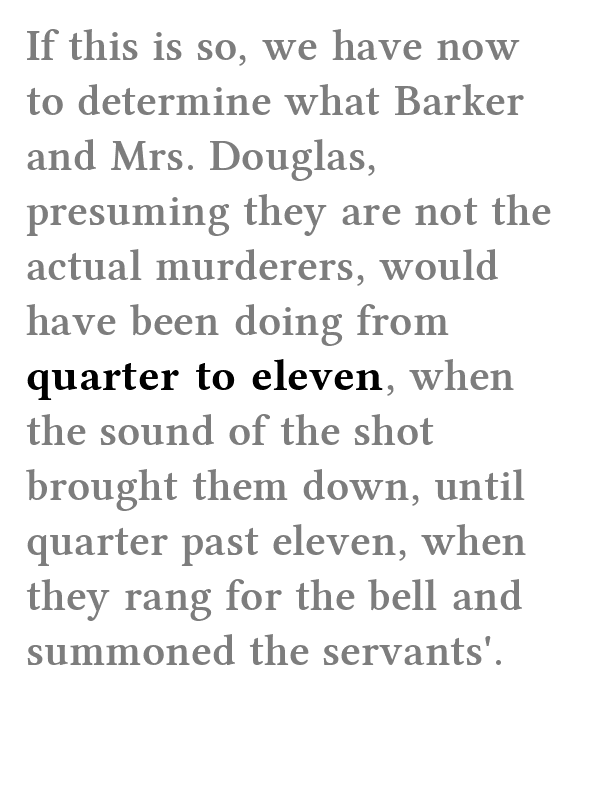 If this is so, we have now
to determine what Barker
and Mrs. Douglas,
presuming they are not the
actual murderers, would
have been doing from
quarter to eleven, when
the sound of the shot
brought them down, until
quarter past eleven, when
they rang for the bell and
summoned the servants'.